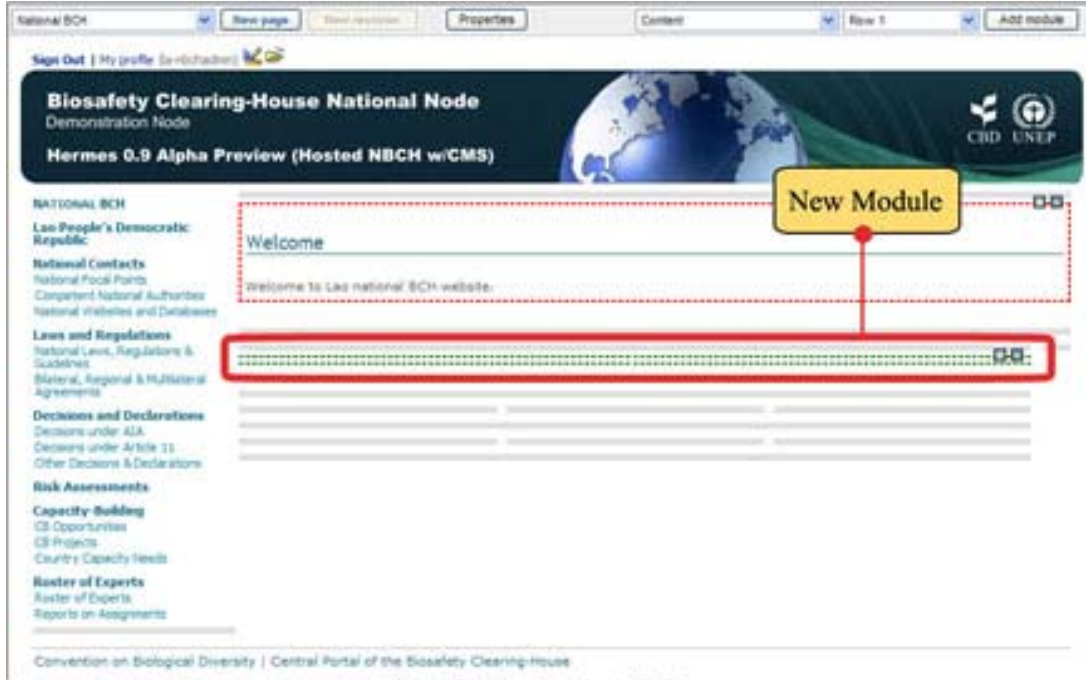 National BCH New page New revision Properties Content Row 1 Add module
Sign Out | My profile
Biosafety Clearing-House National Node
Demonstration Node
Hermes 0.9 Alpha Preview (Hosted NBCH w/CMS)
CBD UNEP
New Module
NATIONAL BCH
Lao People's Democratic
Republic
National Contacts
National Focal Points
Competent National Authorities
National Websites and Databases
Laws and Regulations
National Laws, Regulations &
Guidelines
Bilateral, Regional & Multilateral
Agreements
Decisions and Declarations
Decisions under AIA
Decisions under Article 11
Other Decisions & Declarations
Risk Assessments
Capacity-Building
CB Opportunities
CB Projects
Country Capacity Needs
Roster of Experts
Roster of Experts
Reports on Assignments
Welcome
Welcome to Lao national BCH website.
Convention on Biological Diversity | Central Portal of the Biosafety Clearing-House